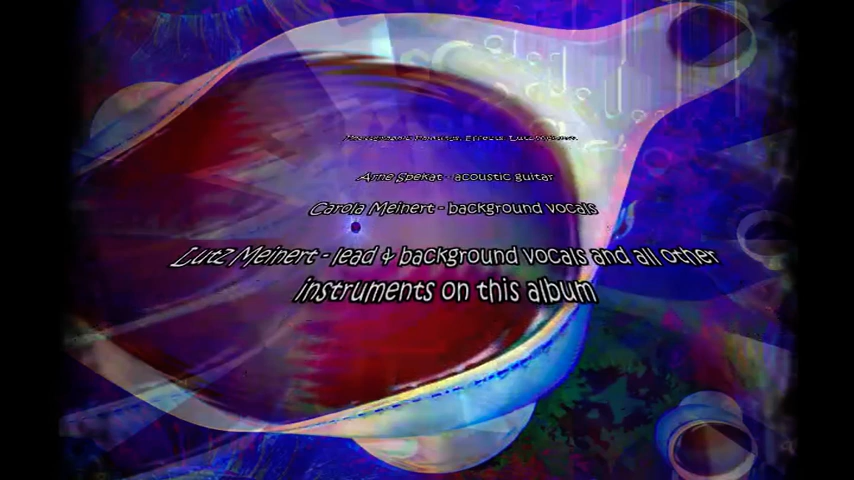 Arne Spekat - acoustic guitar
Carola Meinert - background vocals
Lutz Meinert - lead & background vocals and all other
instruments on this album